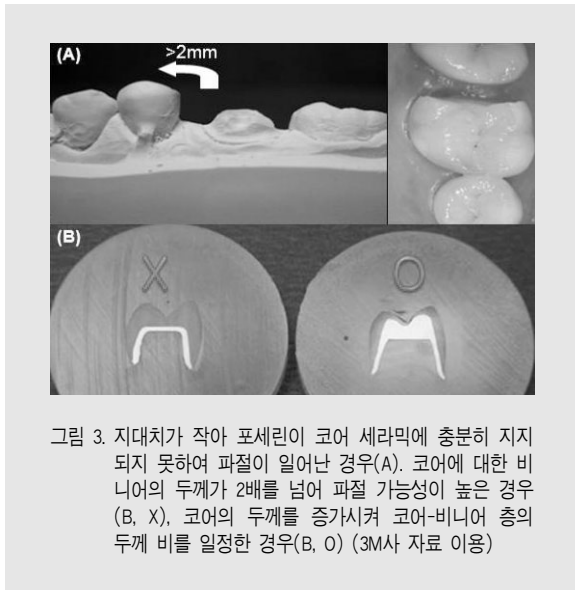 (A)
>2mm
(B)
X
O
그림 3. 지대치가 작아 포세린이 코어 세라믹에 충분히 지지
되지 못하여 파절이 일어난 경우(A). 코어에 대한 비
니어의 두께가 2배를 넘어 파절 가능성이 높은 경우
(B, X), 코어의 두께를 증가시켜 코어-비니어 층의
두께 비를 일정한 경우(B, O) (3M사 자료 이용)